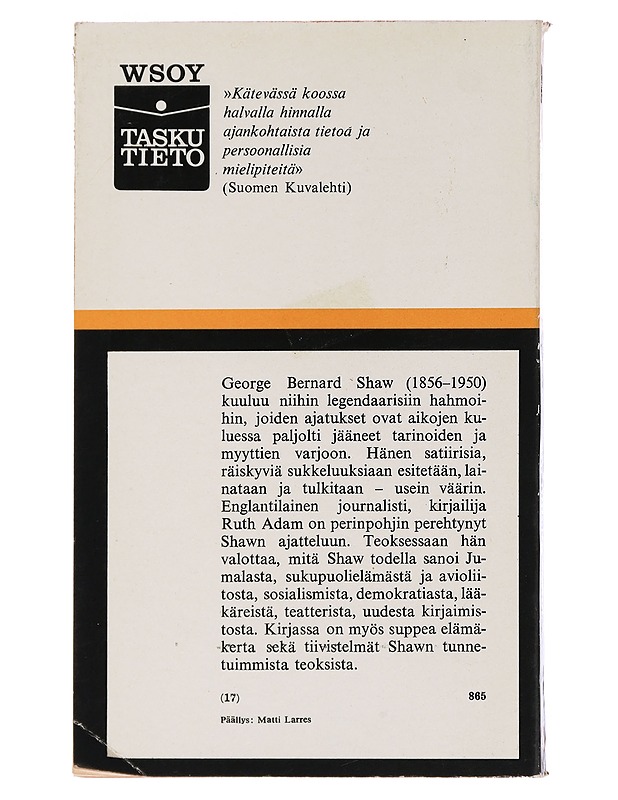 WSOY
TASKU
TIETO
»Kätevässä koossa
halvalla hinnalla
ajankohtaista tietoa ja
persoonallisia
mielipiteitä»
(Suomen Kuvalehti)
George Bernard Shaw (1856–1950)
kuuluu niihin legendaarisiin hahmoi-
hin, joiden ajatukset ovat aikojen ku-
luessa paljolti jääneet tarinoiden ja
myyttien varjoon. Hänen satiirisia,
räiskyviä sukkeluuksiaan esitetään, lai-
nataan ja tulkitaan – usein väärin.
Englantilainen journalisti, kirjailija
Ruth Adam on perinpohjin perehtynyt
Shawn ajatteluun. Teoksessaan hän
valottaa, mitä Shaw todella sanoi Ju-
malasta, sukupuolielämästä ja aviolii-
tosta, sosialismista, demokratiasta, lää-
käreistä, teatterista, uudesta kirjaimis-
tosta. Kirjassa on myös suppea elämä-
kerta sekä tiivistelmät Shawn tunne-
tuimmista teoksista.
(17) 865
Päällys: Matti Larres